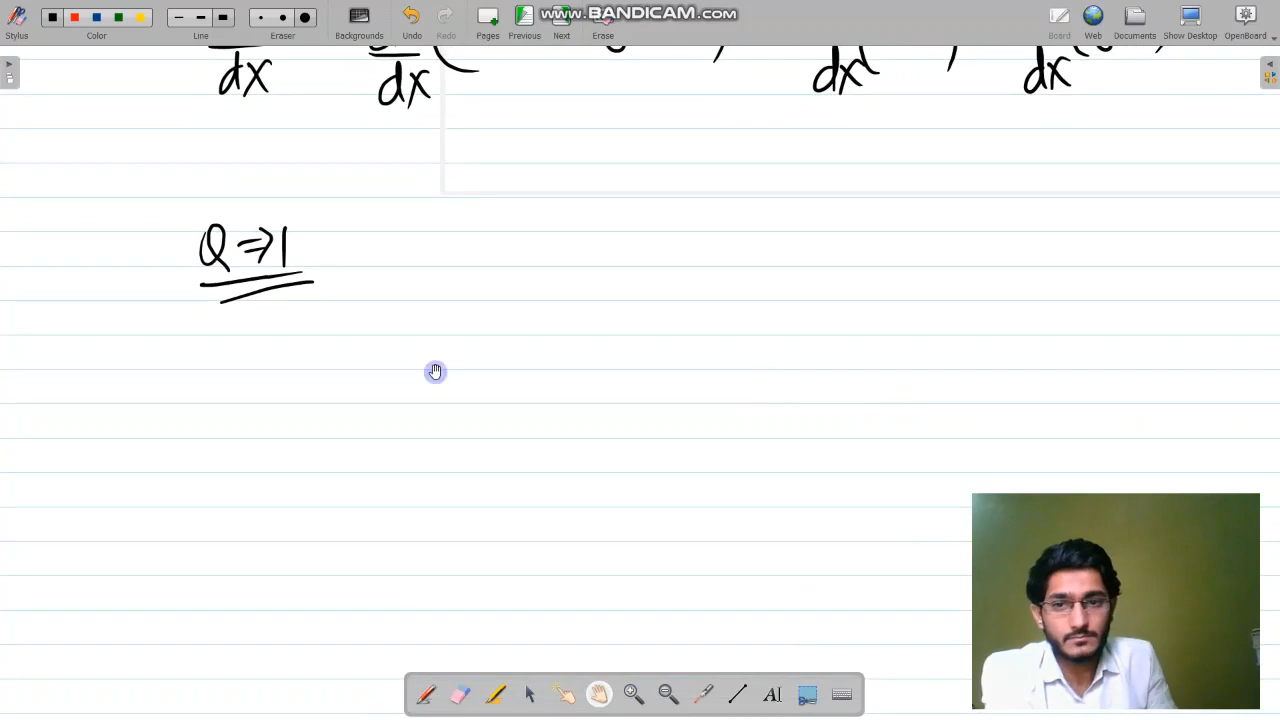 www.BANDICAM.com
Stylus Color Line Eraser Backgrounds Undo Redo Pages Previous Next Erase Board Web Documents Show Desktop OpenBoard
dx dx dx dx
Q ⇒ 1
AI